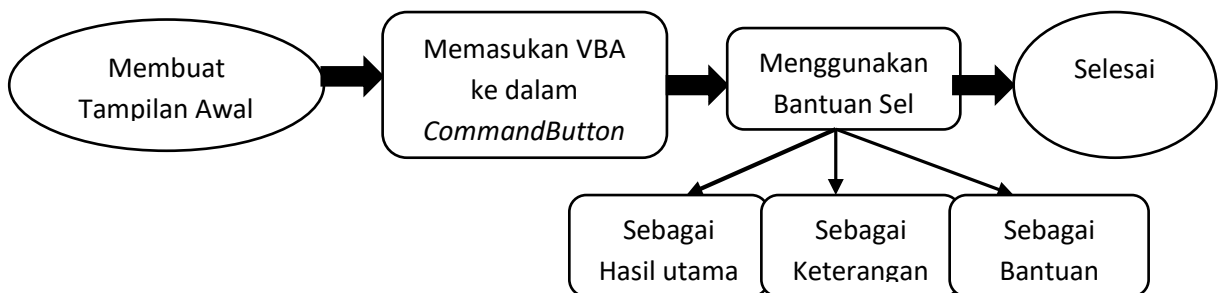 Membuat
Tampilan Awal
Memasukan VBA
ke dalam
CommandButton
Menggunakan
Bantuan Sel
Selesai
Sebagai
Hasil utama
Sebagai
Keterangan
Sebagai
Bantuan